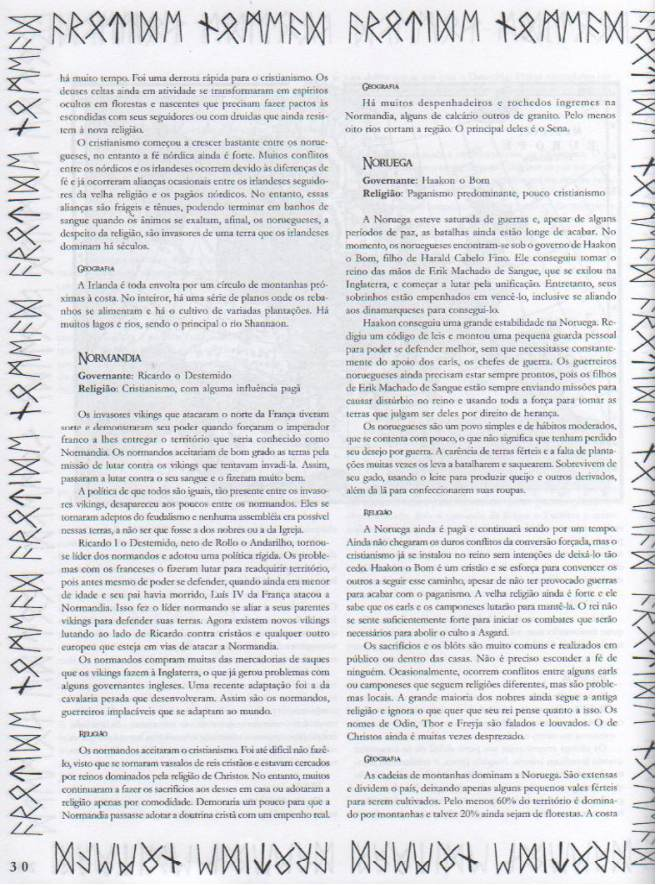 há muito tempo. Foi uma derrota rápida para o cristianismo. Os
deuses celtas ainda em atividade se transformaram em espíritos
ocultos em florestas e nascentes que precisam fazer pactos às
escondidas com seus seguidores ou com druidas que ainda resis-
tem à nova religião.
O cristianismo começou a crescer bastante entre os norue-
gueses, no entanto a fé nórdica ainda é forte. Muitos conflitos
entre os nórdicos e os irlandeses ocorrem devido às diferenças de
fé e já ocorreram alianças ocasionais entre os irlandeses seguido-
res da velha religião e os pagãos nórdicos. No entanto, essas
alianças são frágeis e tênues, podendo terminar em banhos de
sangue quando os ânimos se exaltam, afinal, os noruegueses, a
despeito da religião, são invasores de uma terra que os irlandeses
dominam há séculos.
GEOGRAFIA
A Irlanda é toda envolta por um círculo de montanhas pró-
ximas à costa. No inteiror, há uma série de planos onde os reba-
nhos se alimentam e há o cultivo de variadas plantações. Há
muitos lagos e rios, sendo o principal o rio Shannaon.
NORMANDIA
Governante: Ricardo o Destemido
Religião: Cristianismo, com alguma influência pagã
Os invasores vikings que atacaram o norte da França tiveram
sorte e demonstraram seu poder quando forçaram o imperador
franco a lhes entregar o território que seria conhecido como
Normandia. Os normandos aceitariam de bom grado as terras pela
missão de lutar contra os vikings que tentavam invadi-la. Assim,
passaram a lutar contra o seu sangue e o fizeram muito bem.
A política de que todos são iguais, tão presente entre os invaso-
res vikings, desapareceu aos poucos entre os normandos. Eles se
tornaram adeptos do feudalismo e nenhuma assembléia era possível
nessas terras, a não ser que fosse a dos nobres ou a da Igreja.
Ricardo I o Destemido, neto de Rollo o Andarilho, tornou-
se líder dos normandos e adotou uma política rígida. Os proble-
mas com os franceses o fizeram lutar para readquirir território,
pois antes mesmo de poder se defender, quando ainda era menor
de idade e seu pai havia morrido, Luís IV da França atacou a
Normandia. Isso fez o líder normando se aliar a seus parentes
vikings para defender suas terras. Agora existem novos vikings
lutando ao lado de Ricardo contra cristãos e qualquer outro
europeu que esteja em vias de atacar a Normandia.
Os normandos compram muitas das mercadorias de saques
que os vikings fazem à Inglaterra, o que já gerou problemas com
alguns governantes ingleses. Uma recente adaptação foi a da
cavalaria pesada que desenvolveram. Assim são os normandos,
guerreiros implacáveis que se adaptam ao mundo.
RELIGIÃO
Os normandos aceitaram o cristianismo. Foi até difícil não fazê-
lo, visto que se tornaram vassalos de reis cristãos e estavam cercados
por reinos dominados pela religião de Christos. No entanto, muitos
continuaram a fazer os sacrifícios aos desses em casa ou adotaram a
religião apenas por comodidade. Demoraria um pouco para que a
Normandia passasse adotar a doutrina cristã com um empenho real.
GEOGRAFIA
Há muitos despenhadeiros e rochedos íngremes na
Normandia, alguns de calcário outros de granito. Pelo menos
oito rios cortam a região. O principal deles é o Sena.
NORUEGA
Governante: Haakon o Bom
Religião: Paganismo predominante, pouco cristianismo
A Noruega esteve saturada de guerras e, apesar de alguns
períodos de paz, as batalhas ainda estão longe de acabar. No
momento, os noruegueses encontram-se sob o governo de Haakon
o Bom, filho de Harald Cabelo Fino. Ele conseguiu tomar o
reino das mãos de Erik Machado de Sangue, que se exilou na
Inglaterra, e começar a lutar pela unificação. Entretanto, seus
sobrinhos estão empenhados em vencê-lo, inclusive se aliando
aos dinamarqueses para consegui-lo.
Haakon conseguia uma grande estabilidade na Noruega. Re-
digiu um código de leis e montou uma pequena guarda pessoal
para poder se defender melhor, sem que necessitasse constante-
mente do apoio dos earls, os chefes de guerra. Os guerreiros
noruegueses ainda precisam estar sempre prontos, pois os filhos
de Erik Machado de Sangue estão sempre enviando missões para
causar distúrbio no reino e usando toda a força para tomar as
terras que julgam ser deles por direito de herança.
Os norugueses são um povo simples e de hábitos moderados,
que se contenta com pouco, o que não significa que tenham perdido
seu desejo por guerra. A carência de terras férteis e a falta de planta-
ções muitas vezes os leva a batalharem e saquearem. Sobrevivem de
seu gado, usando o leite para produzir queijo e outros derivados,
além da lã para confeccionarem suas roupas.
RELIGIÃO
A Noruega ainda é pagã e continuará sendo por um tempo.
Ainda não chegaram os duros conflitos da conversão forçada, mas o
cristianismo já se instalou no reino sem intenções de deixá-lo tão
cedo. Haakon o Bom é um cristão e se esforça para convencer os
outros a seguir esse caminho, apesar de não ter provocado guerras
para acabar com o paganismo. A velha religião ainda é forte e ele
sabe que os earls e os camponeses lutarão para mantê-la. O rei não
se sente suficientemente forte para iniciar os combates que serão
necessários para abolir o culto a Asgard.
Os sacrifícios e os blóts são muito comuns e realizados em
público ou dentro das casas. Não é preciso esconder a fé de
ninguém. Ocasionalmente, ocorrem conflitos entre alguns earls
ou camponeses que seguem religiões diferentes, mas são proble-
mas locais. A grande maioria dos nobres ainda segue a antiga
religião e ignora o que quer que seu rei pense quanto a isso. Os
nomes de Odin, Thor e Freyja são falados e louvados. O de
Christos ainda é muitas vezes desprezado.
GEOGRAFIA
As cadeias de montanhas dominam a Noruega. São extensas
e dividem o país, deixando apenas alguns pequenos vales férteis
para serem cultivados. Pelo menos 60% do território é domina-
do por montanhas e talvez 20% ainda sejam de florestas. A costa
30